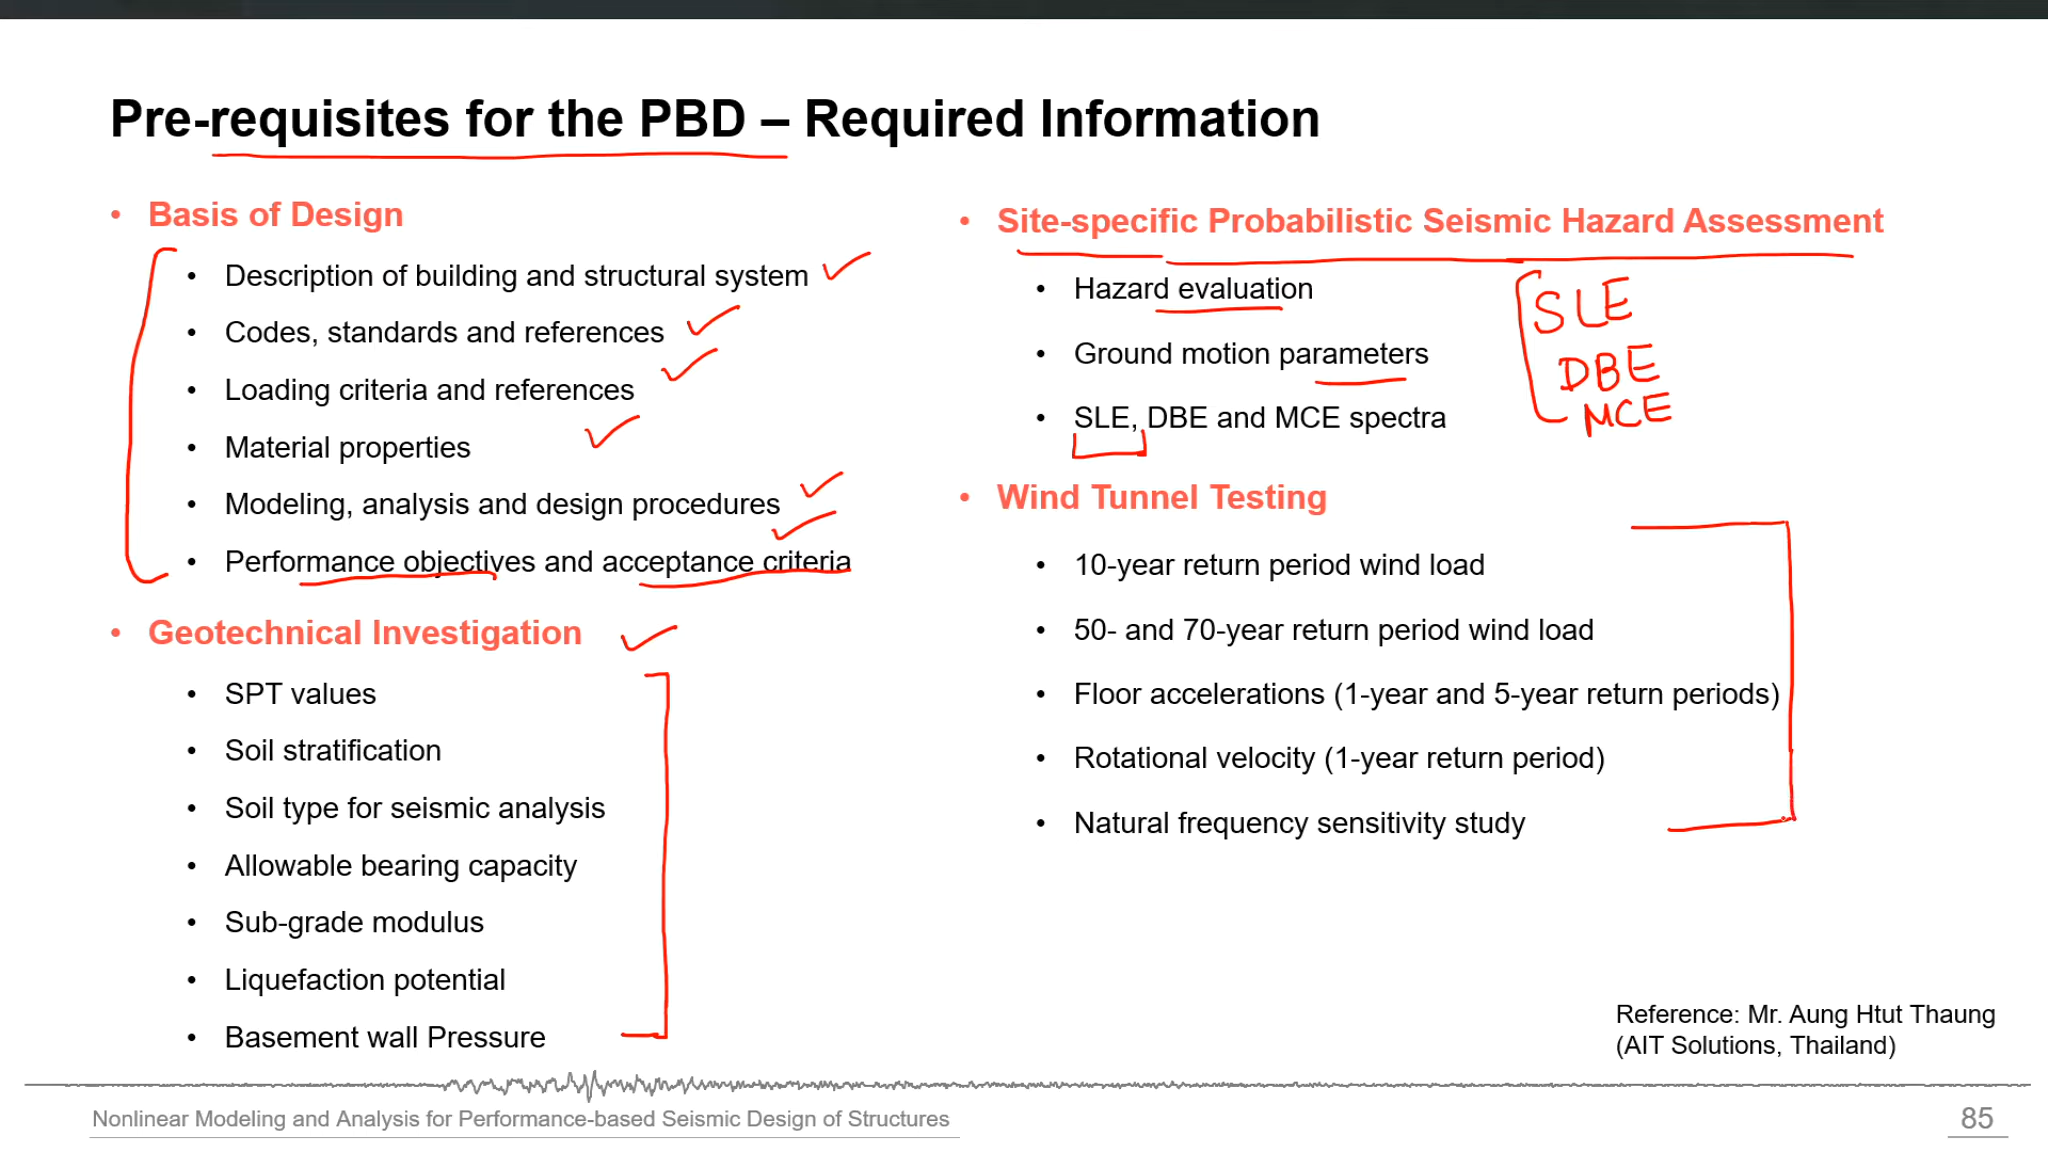 Pre-requisites for the PBD – Required Information
• Basis of Design
• Description of building and structural system
• Codes, standards and references
• Loading criteria and references
• Material properties
• Modeling, analysis and design procedures
• Performance objectives and acceptance criteria
• Geotechnical Investigation
• SPT values
• Soil stratification
• Soil type for seismic analysis
• Allowable bearing capacity
• Sub-grade modulus
• Liquefaction potential
• Basement wall Pressure
• Site-specific Probabilistic Seismic Hazard Assessment
• Hazard evaluation
• Ground motion parameters
• SLE, DBE and MCE spectra
SLE
DBE
MCE
• Wind Tunnel Testing
• 10-year return period wind load
• 50- and 70-year return period wind load
• Floor accelerations (1-year and 5-year return periods)
• Rotational velocity (1-year return period)
• Natural frequency sensitivity study
Reference: Mr. Aung Htut Thaung
(AIT Solutions, Thailand)
Nonlinear Modeling and Analysis for Performance-based Seismic Design of Structures
85